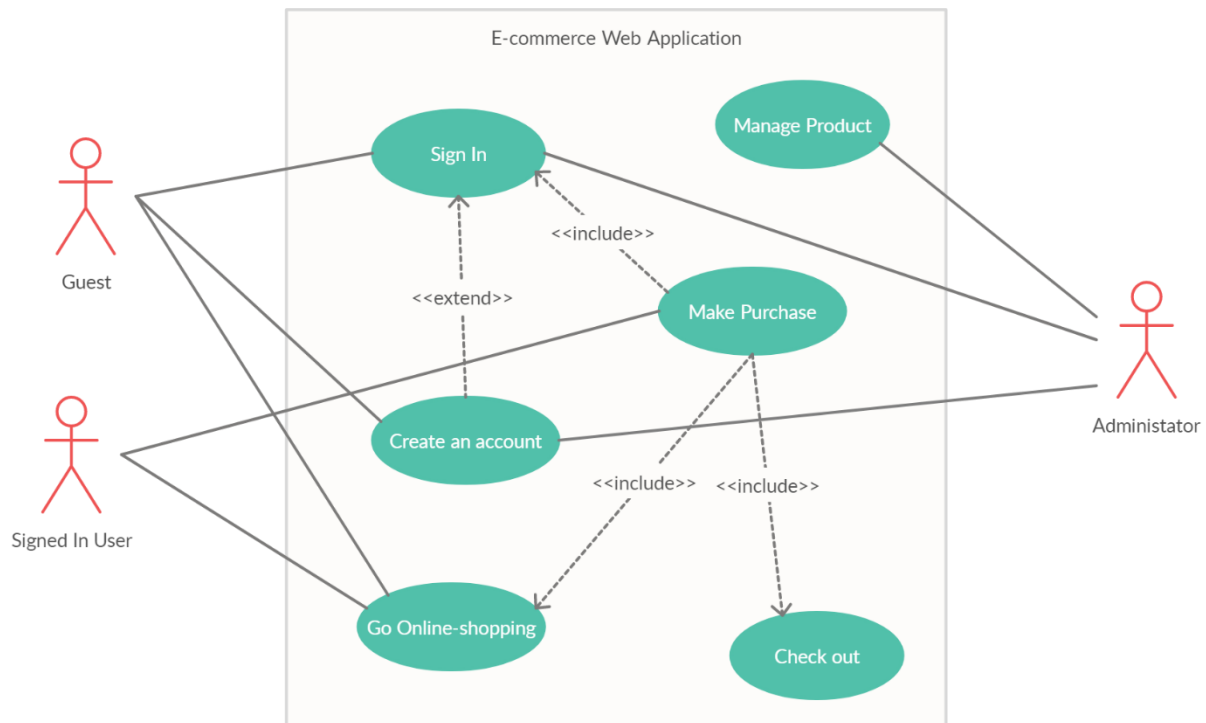 E-commerce Web Application
Manage Product
Sign In
<<include>>
Guest
<<extend>>
Make Purchase
Administator
Create an account
<<include>>
<<include>>
Signed In User
Go Online-shopping
Check out